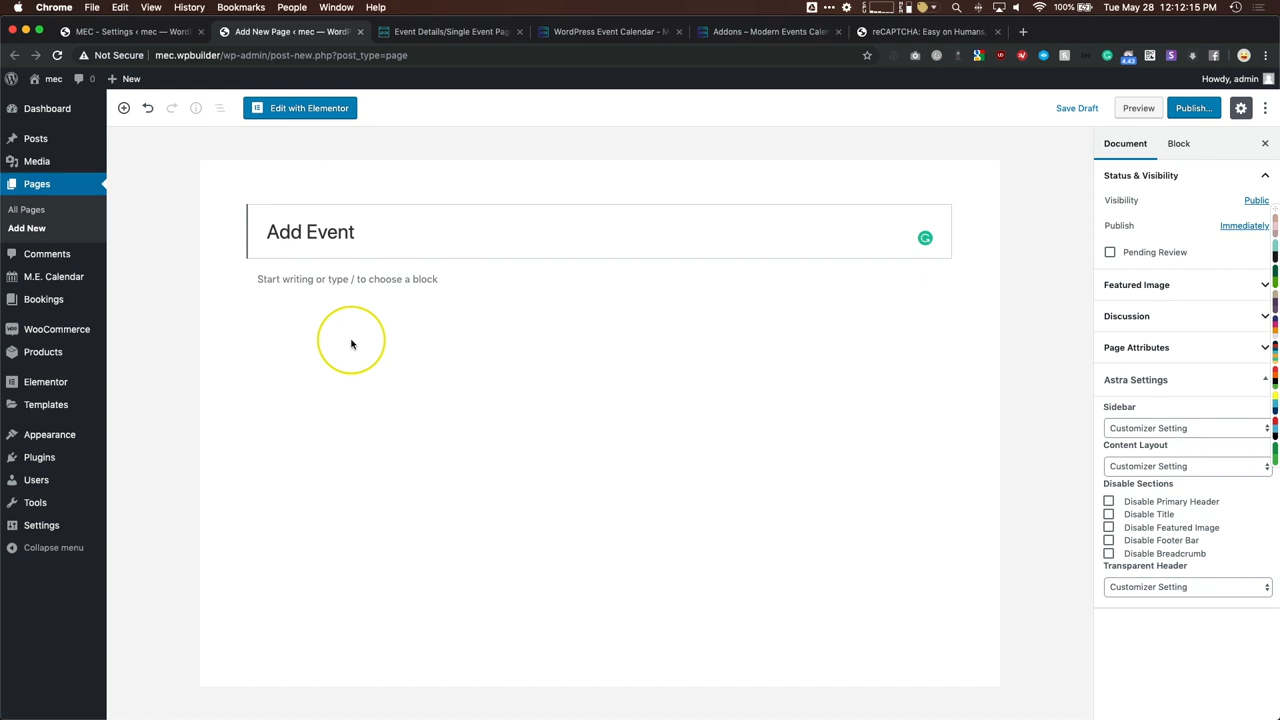 Chrome File Edit View History Bookmarks People Window Help 100% Tue May 28 12:12:15 PM
MEC - Settings ‹ mec — Word
Add New Page ‹ mec — WordP
Event Details/Single Event Page
WordPress Event Calendar - M
Addons – Modern Events Cale
reCAPTCHA: Easy on Humans,
Not Secure mec.wpbuilder/wp-admin/post-new.php?post_type=page
4.43
mec 0 New Howdy, admin
Dashboard
Posts
Media
Pages
All Pages
Add New
Comments
M.E. Calendar
Bookings
WooCommerce
Products
Elementor
Templates
Appearance
Plugins
Users
Tools
Settings
Collapse menu
Edit with Elementor
Save Draft Preview Publish...
Add Event
Start writing or type / to choose a block
Document Block
Status & Visibility
Visibility Public
Publish Immediately
Pending Review
Featured Image
Discussion
Page Attributes
Astra Settings
Sidebar
Customizer Setting
Content Layout
Customizer Setting
Disable Sections
Disable Primary Header
Disable Title
Disable Featured Image
Disable Footer Bar
Disable Breadcrumb
Transparent Header
Customizer Setting